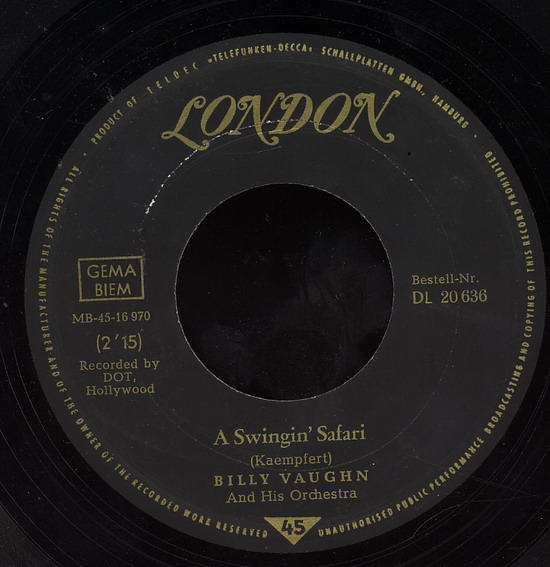 PRODUCT OF TELDEC »TELEFUNKEN-DECCA« SCHALLPLATTEN GMBH., HAMBURG
LONDON
GEMA
BIEM
MB-45-16 970
(2'15)
Recorded by
DOT,
Hollywood
Bestell-Nr.
DL 20 636
A Swingin' Safari
(Kaempfert)
BILLY VAUGHN
And His Orchestra
45
ALL RIGHTS OF THE MANUFACTURER AND OF THE OWNER OF THE RECORDED WORK RESERVED
UNAUTHORISED PUBLIC PERFORMANCE BROADCASTING AND COPYING OF THIS RECORD PROHIBITED